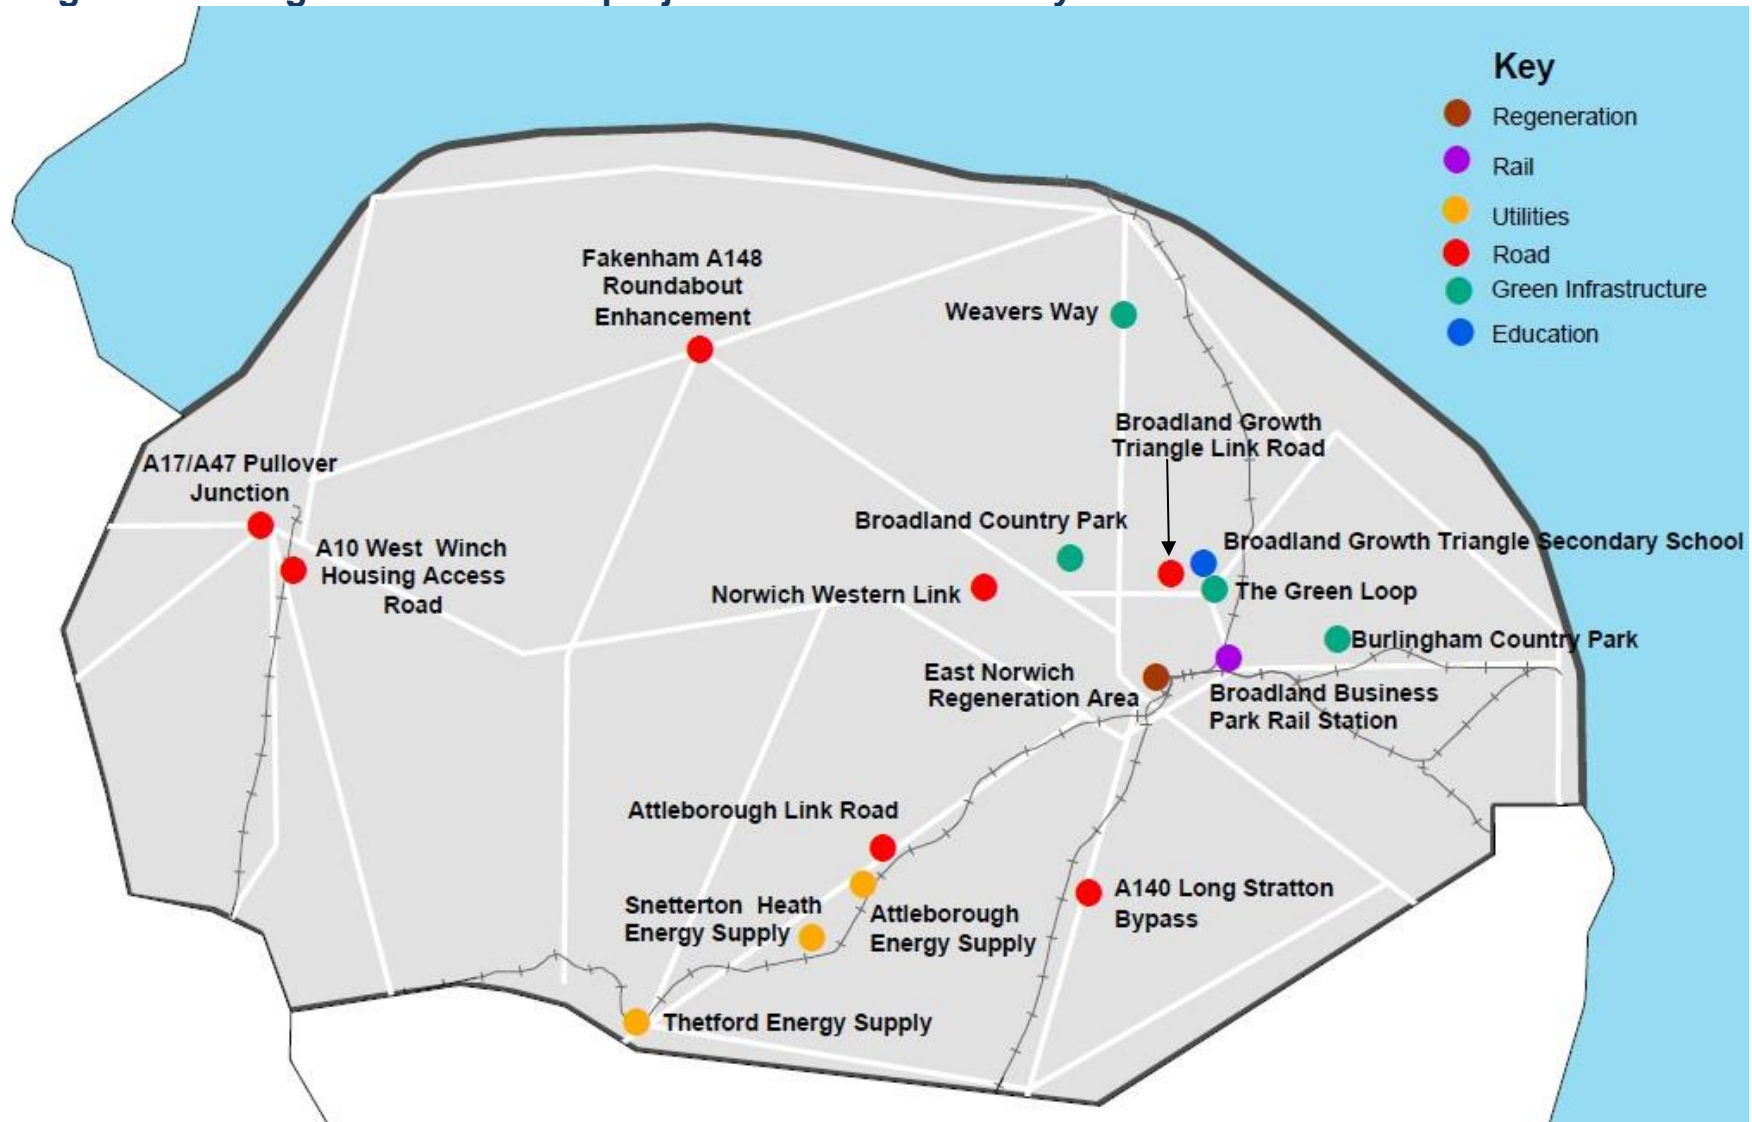 Key
Regeneration
Rail
Utilities
Road
Green Infrastructure
Education
Fakenham A148
Roundabout
Enhancement
Weavers Way
Broadland Growth
Triangle Link Road
A17/A47 Pullover
Junction
Broadland Country Park
Broadland Growth Triangle Secondary School
A10 West Winch
Housing Access
Road
Norwich Western Link
The Green Loop
Burlingham Country Park
East Norwich
Regeneration Area
Broadland Business
Park Rail Station
Attleborough Link Road
A140 Long Stratton
Bypass
Snetterton Heath
Energy Supply
Attleborough
Energy Supply
Thetford Energy Supply